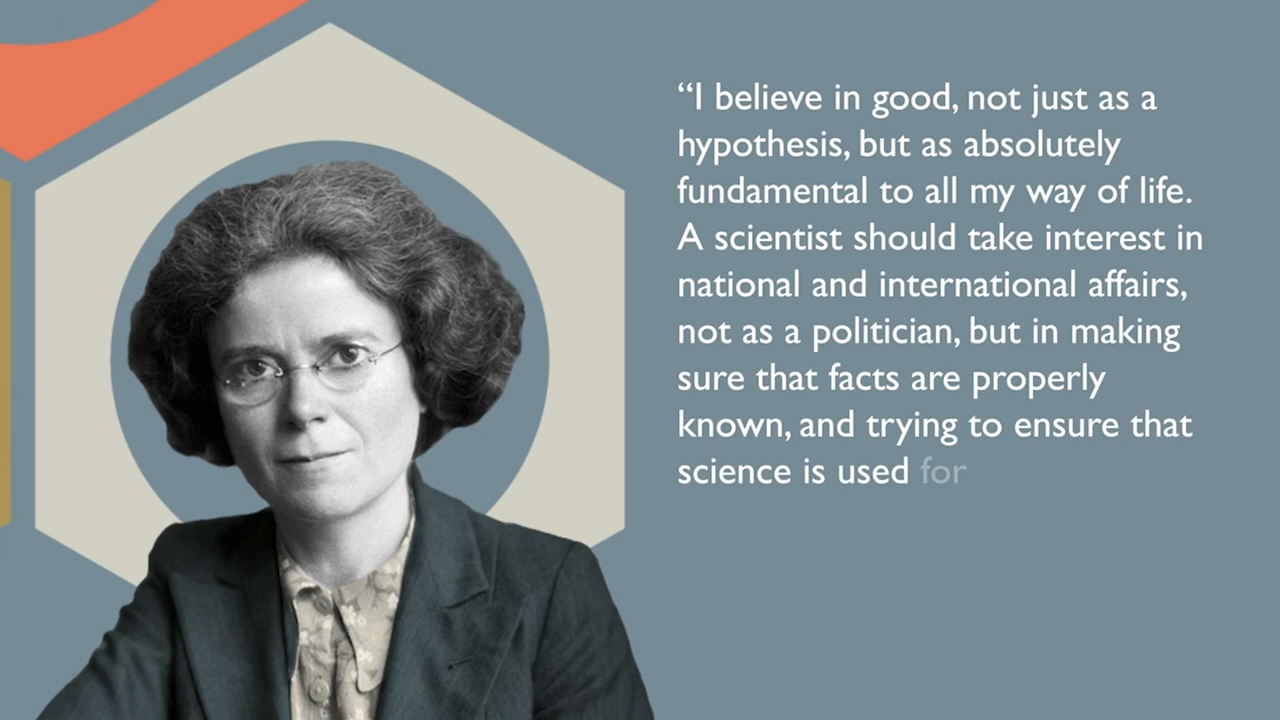 “I believe in good, not just as a
hypothesis, but as absolutely
fundamental to all my way of life.
A scientist should take interest in
national and international affairs,
not as a politician, but in making
sure that facts are properly
known, and trying to ensure that
science is used for